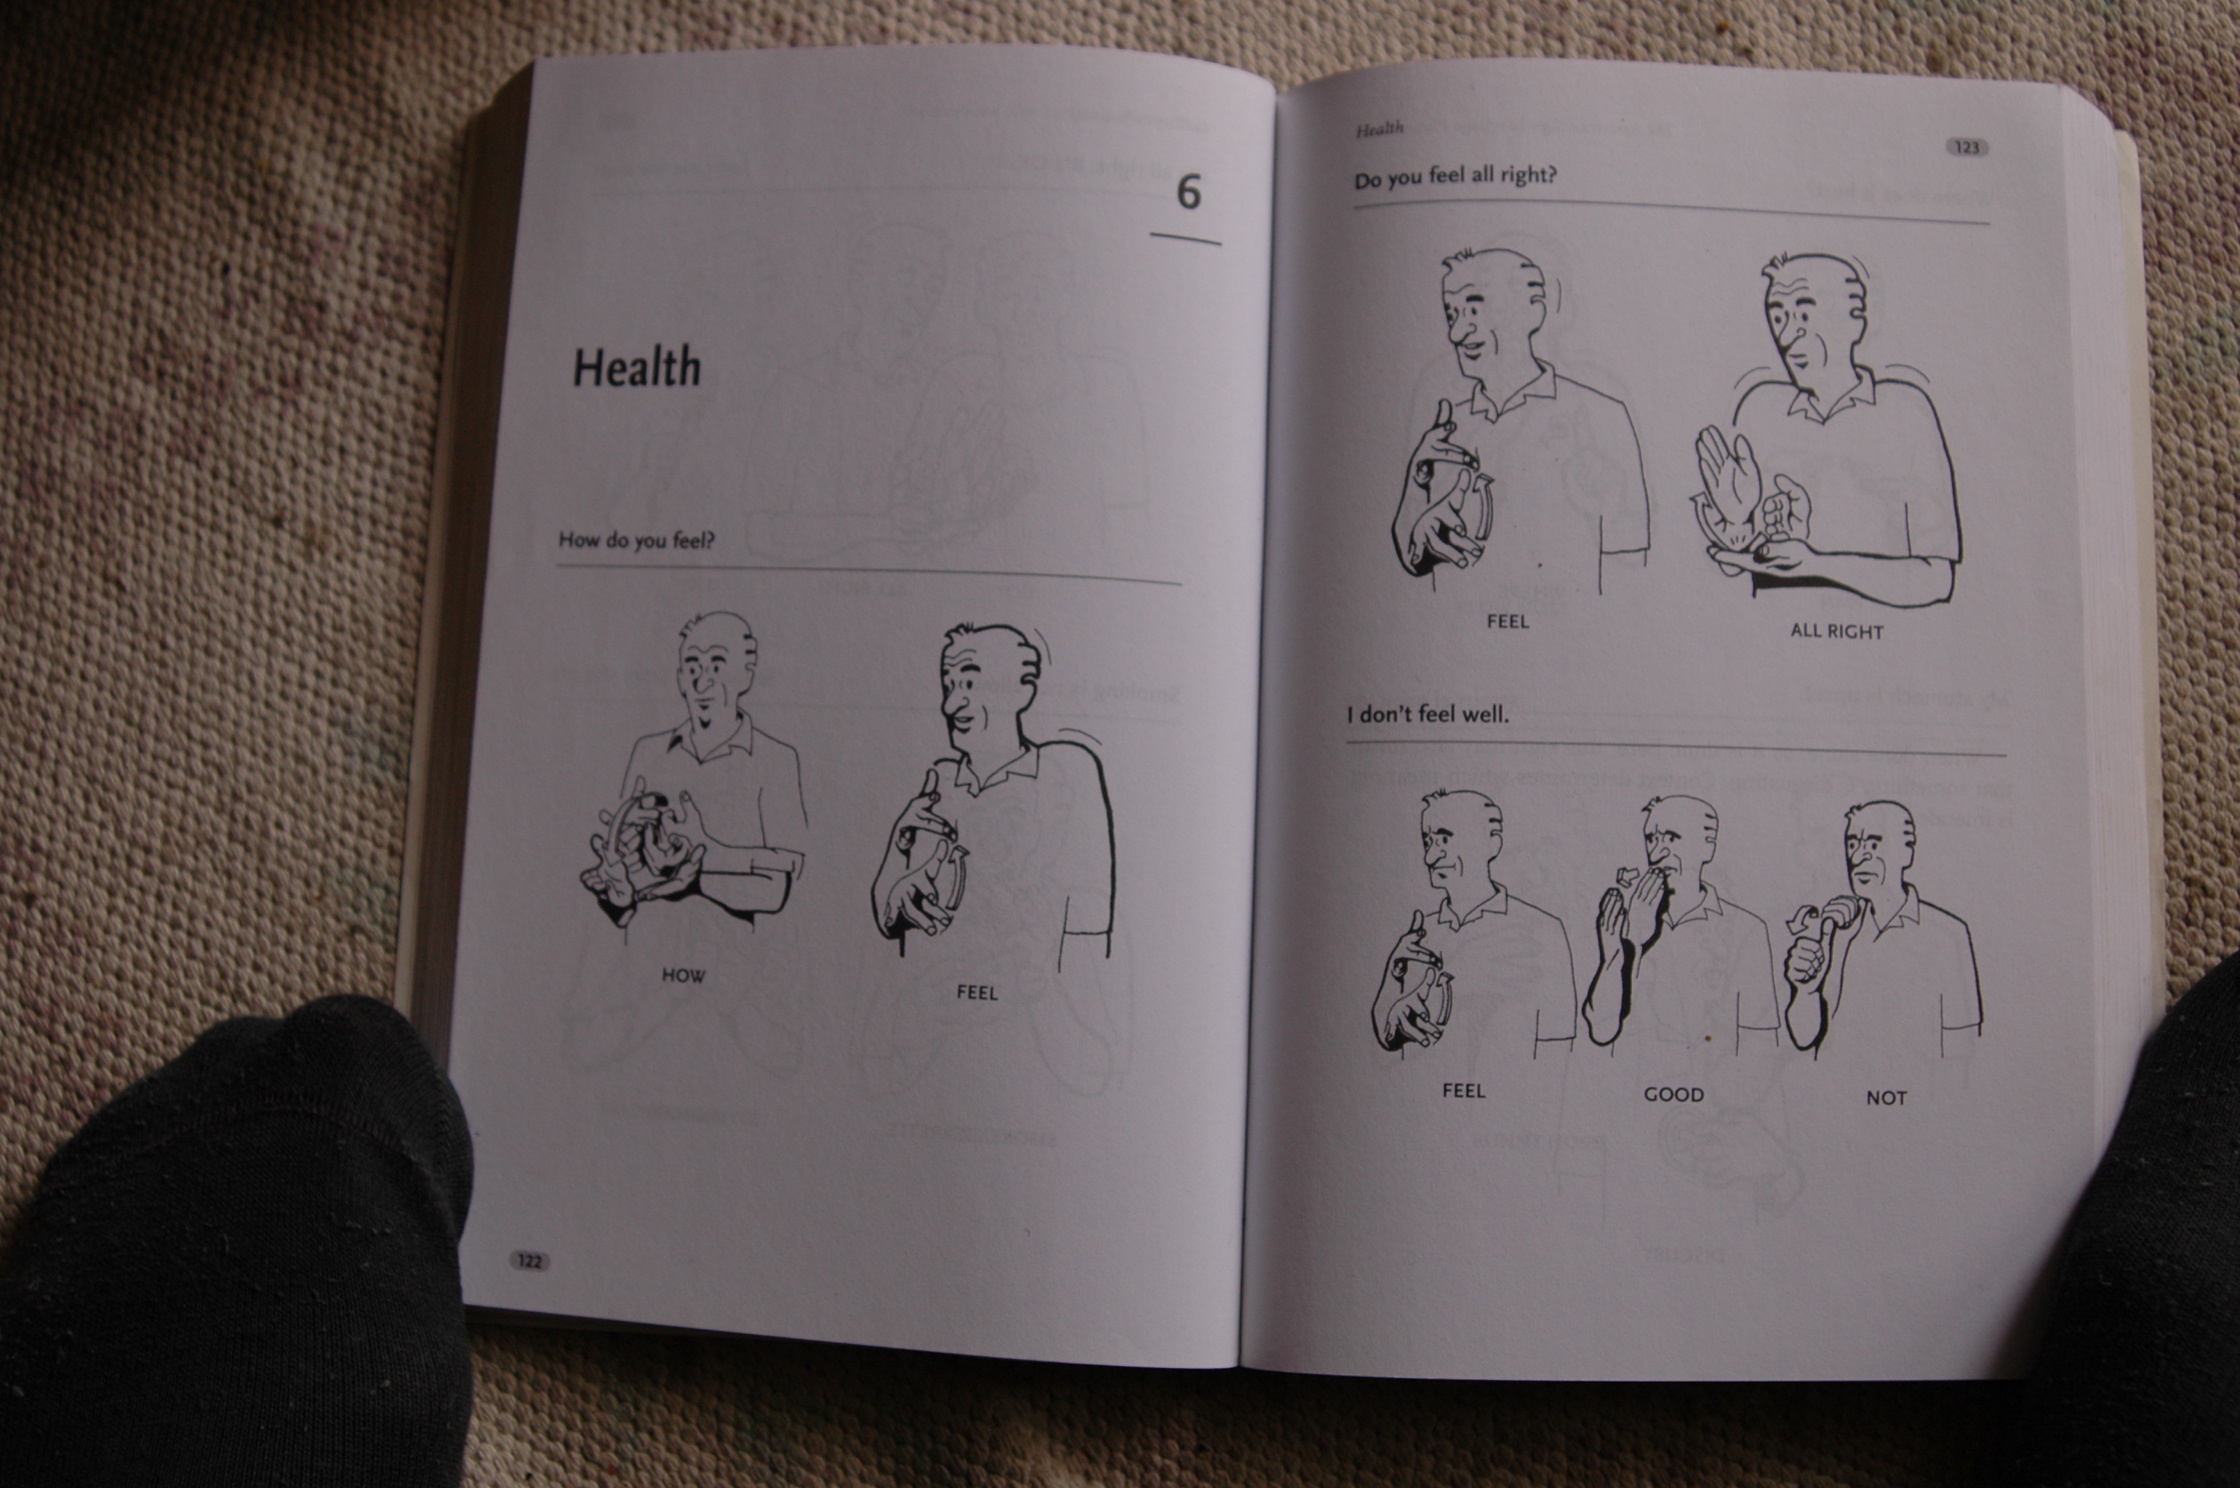 6
Health
How do you feel?
HOW FEEL
122
Health 123
Do you feel all right?
FEEL ALL RIGHT
I don't feel well.
FEEL GOOD NOT